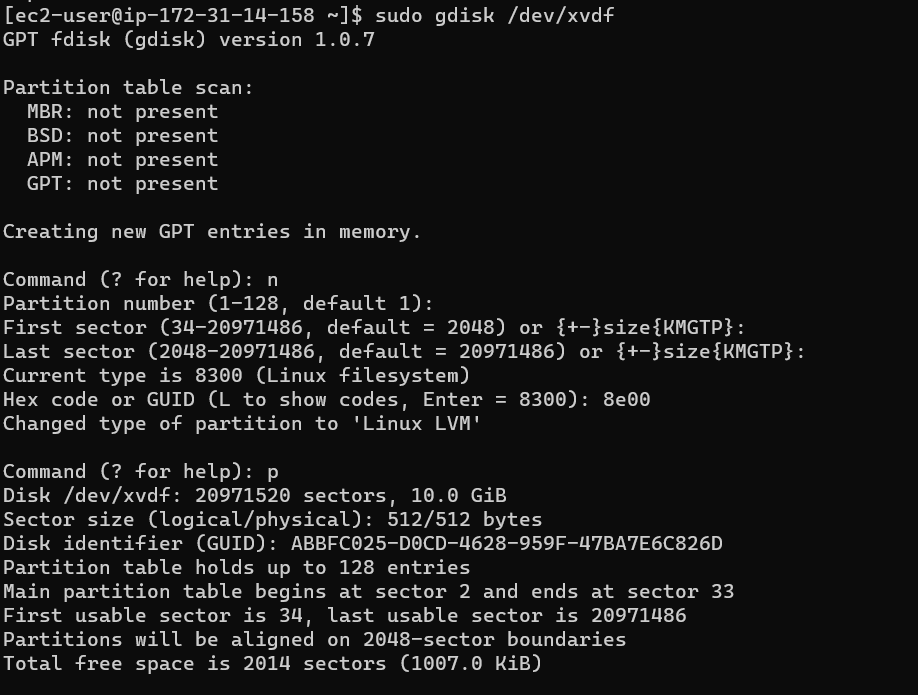 [ec2-user@ip-172-31-14-158 ~]$ sudo gdisk /dev/xvdf
GPT fdisk (gdisk) version 1.0.7
Partition table scan:
MBR: not present
BSD: not present
APM: not present
GPT: not present
Creating new GPT entries in memory.
Command (? for help): n
Partition number (1-128, default 1):
First sector (34-20971486, default = 2048) or {+-}size{KMGTP}:
Last sector (2048-20971486, default = 20971486) or {+-}size{KMGTP}:
Current type is 8300 (Linux filesystem)
Hex code or GUID (L to show codes, Enter = 8300): 8e00
Changed type of partition to 'Linux LVM'
Command (? for help): p
Disk /dev/xvdf: 20971520 sectors, 10.0 GiB
Sector size (logical/physical): 512/512 bytes
Disk identifier (GUID): ABBFC025-D0CD-4628-959F-47BA7E6C826D
Partition table holds up to 128 entries
Main partition table begins at sector 2 and ends at sector 33
First usable sector is 34, last usable sector is 20971486
Partitions will be aligned on 2048-sector boundaries
Total free space is 2014 sectors (1007.0 KiB)